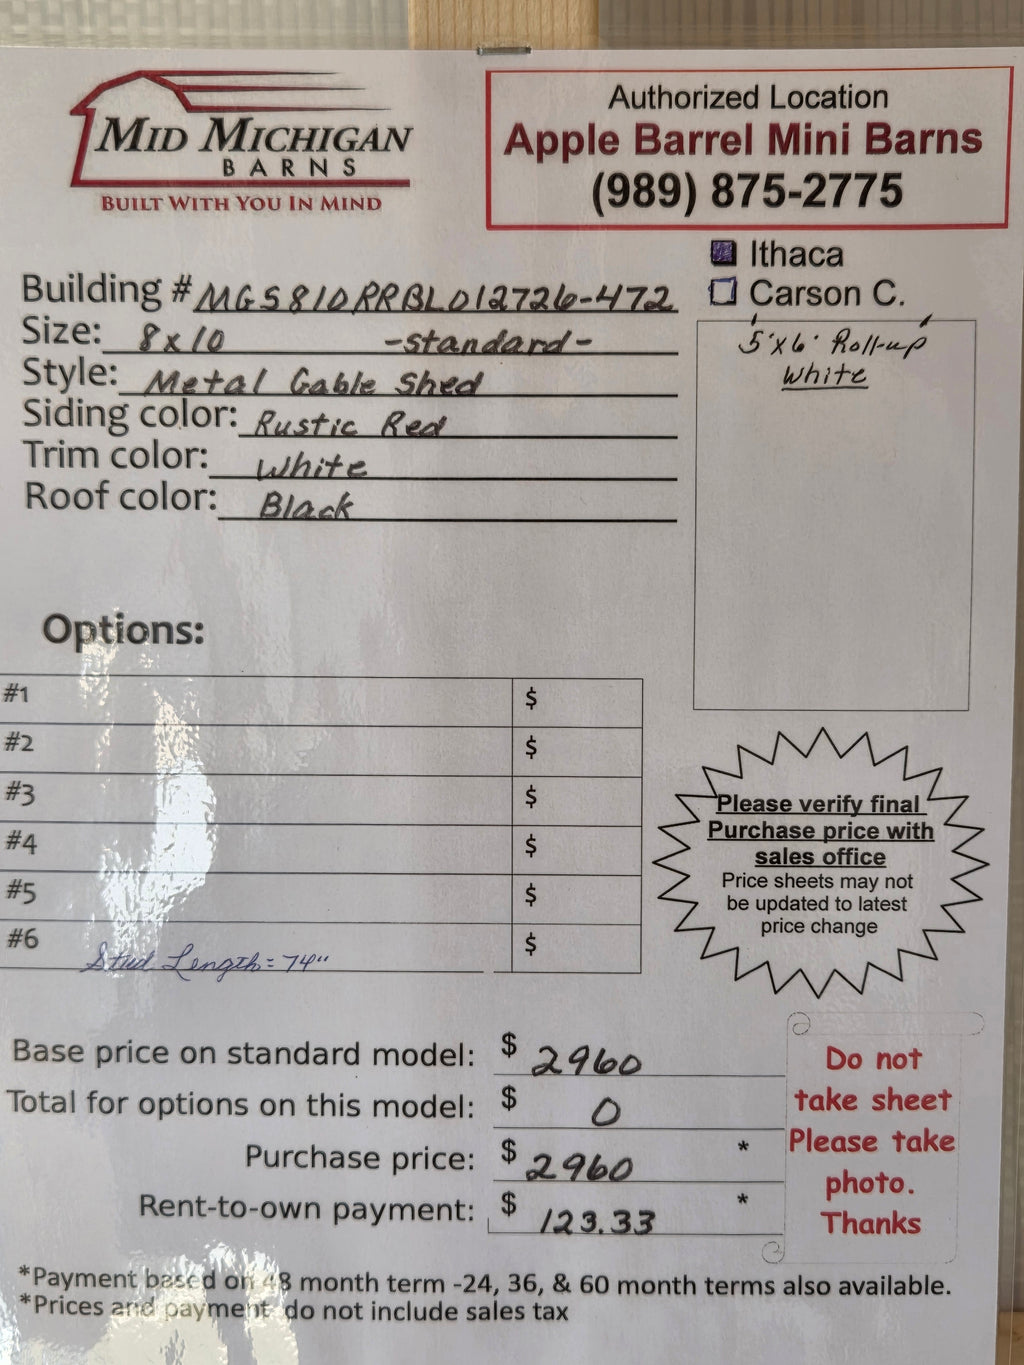 MID MICHIGAN
BARNS
BUILT WITH YOU IN MIND
Authorized Location
Apple Barrel Mini Barns
(989) 875-2775
Ithaca
Carson C.
Building # MGS810RRBL012726-472
Size: 8x10 -standard-
Style: Metal Gable Shed
Siding color: Rustic Red
Trim color: White
Roof color: Black
5'x6' Roll-up
White
Options:
#1 $
#2 $
#3 $
#4 $
#5 $
#6 Stud Length = 74" $
Please verify final
Purchase price with
sales office
Price sheets may not
be updated to latest
price change
Base price on standard model: $ 2960
Total for options on this model: $ 0
Purchase price: $ 2960 *
Rent-to-own payment: $ 123.33 *
Do not
take sheet
Please take
photo.
Thanks
*Payment based on 48 month term -24, 36, & 60 month terms also available.
*Prices and payment do not include sales tax